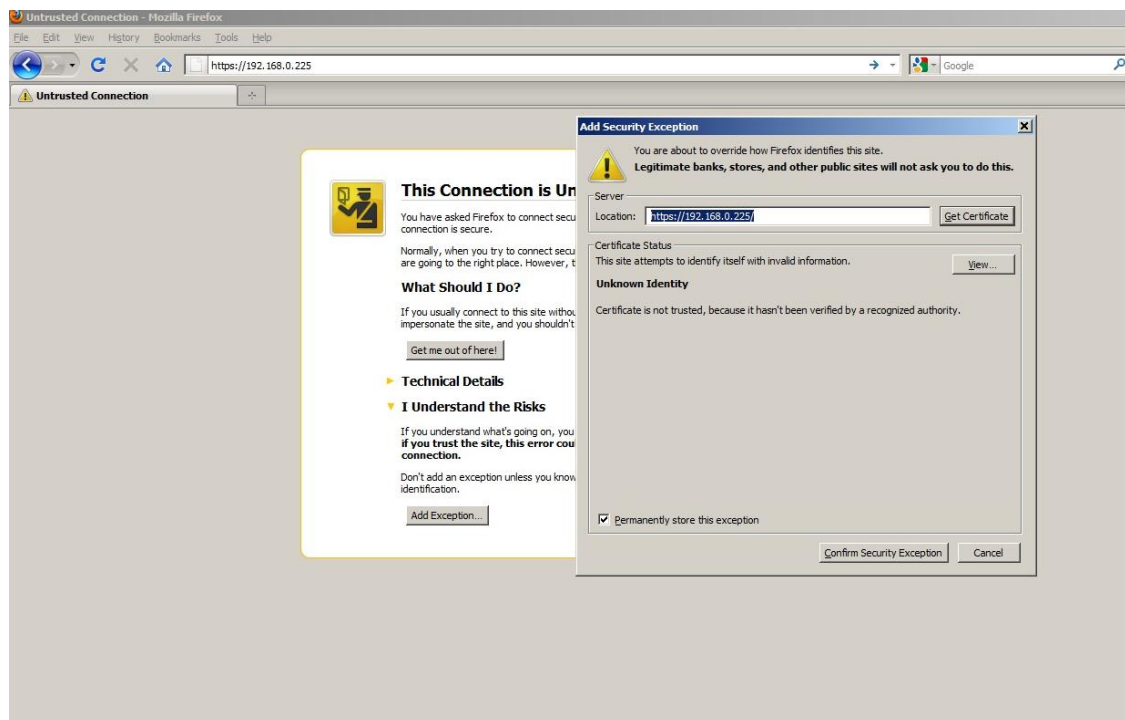 Untrusted Connection - Mozilla Firefox
File Edit View History Bookmarks Tools Help
https://192.168.0.225
Google
Untrusted Connection
Add Security Exception
You are about to override how Firefox identifies this site.
Legitimate banks, stores, and other public sites will not ask you to do this.
Server
Location: https://192.168.0.225/ Get Certificate
Certificate Status
This site attempts to identify itself with invalid information.
View...
Unknown Identity
Certificate is not trusted, because it hasn't been verified by a recognized authority.
Permanently store this exception
Confirm Security Exception Cancel
This Connection is Un
You have asked Firefox to connect secu
connection is secure.
Normally, when you try to connect secu
are going to the right place. However, t
What Should I Do?
If you usually connect to this site withou
impersonate the site, and you shouldn't
Get me out of here!
Technical Details
I Understand the Risks
If you understand what's going on, you
if you trust the site, this error cou
connection.
Don't add an exception unless you know
identification.
Add Exception...